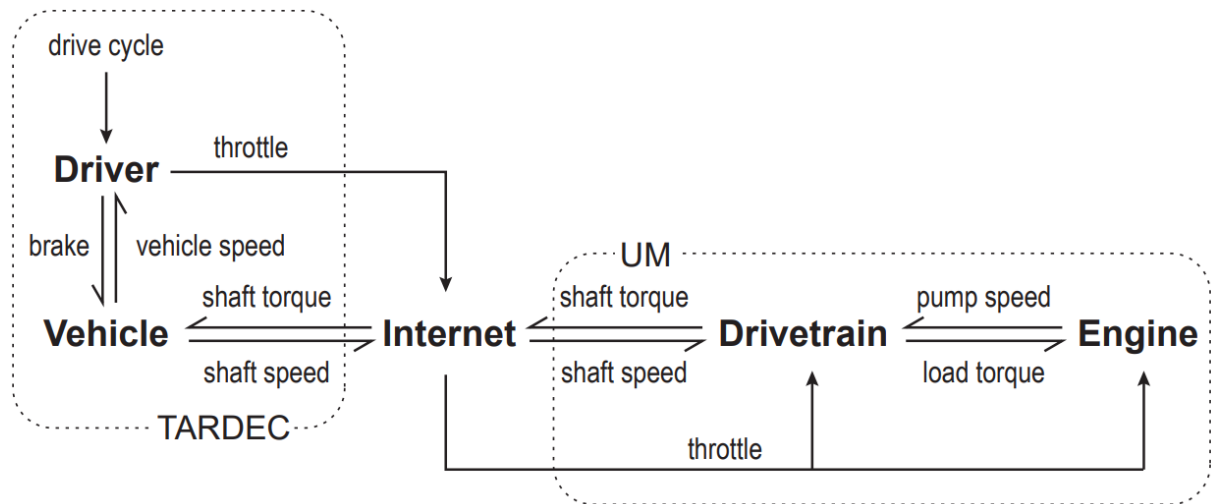 drive cycle
Driver
throttle
brake
vehicle speed
UM
shaft torque
shaft torque
pump speed
Vehicle
Internet
Drivetrain
Engine
shaft speed
shaft speed
load torque
TARDEC
throttle